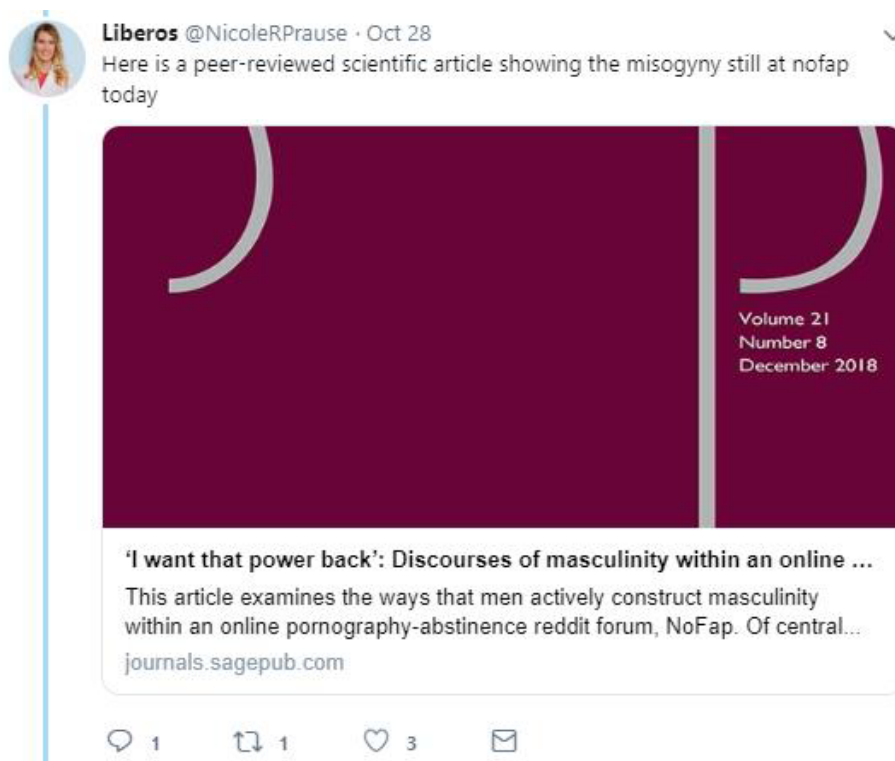 Liberos @NicoleRPrause · Oct 28
Here is a peer-reviewed scientific article showing the misogyny still at nofap
today
Volume 21
Number 8
December 2018
‘I want that power back’: Discourses of masculinity within an online ...
This article examines the ways that men actively construct masculinity
within an online pornography-abstinence reddit forum, NoFap. Of central...
journals.sagepub.com
1 1 3